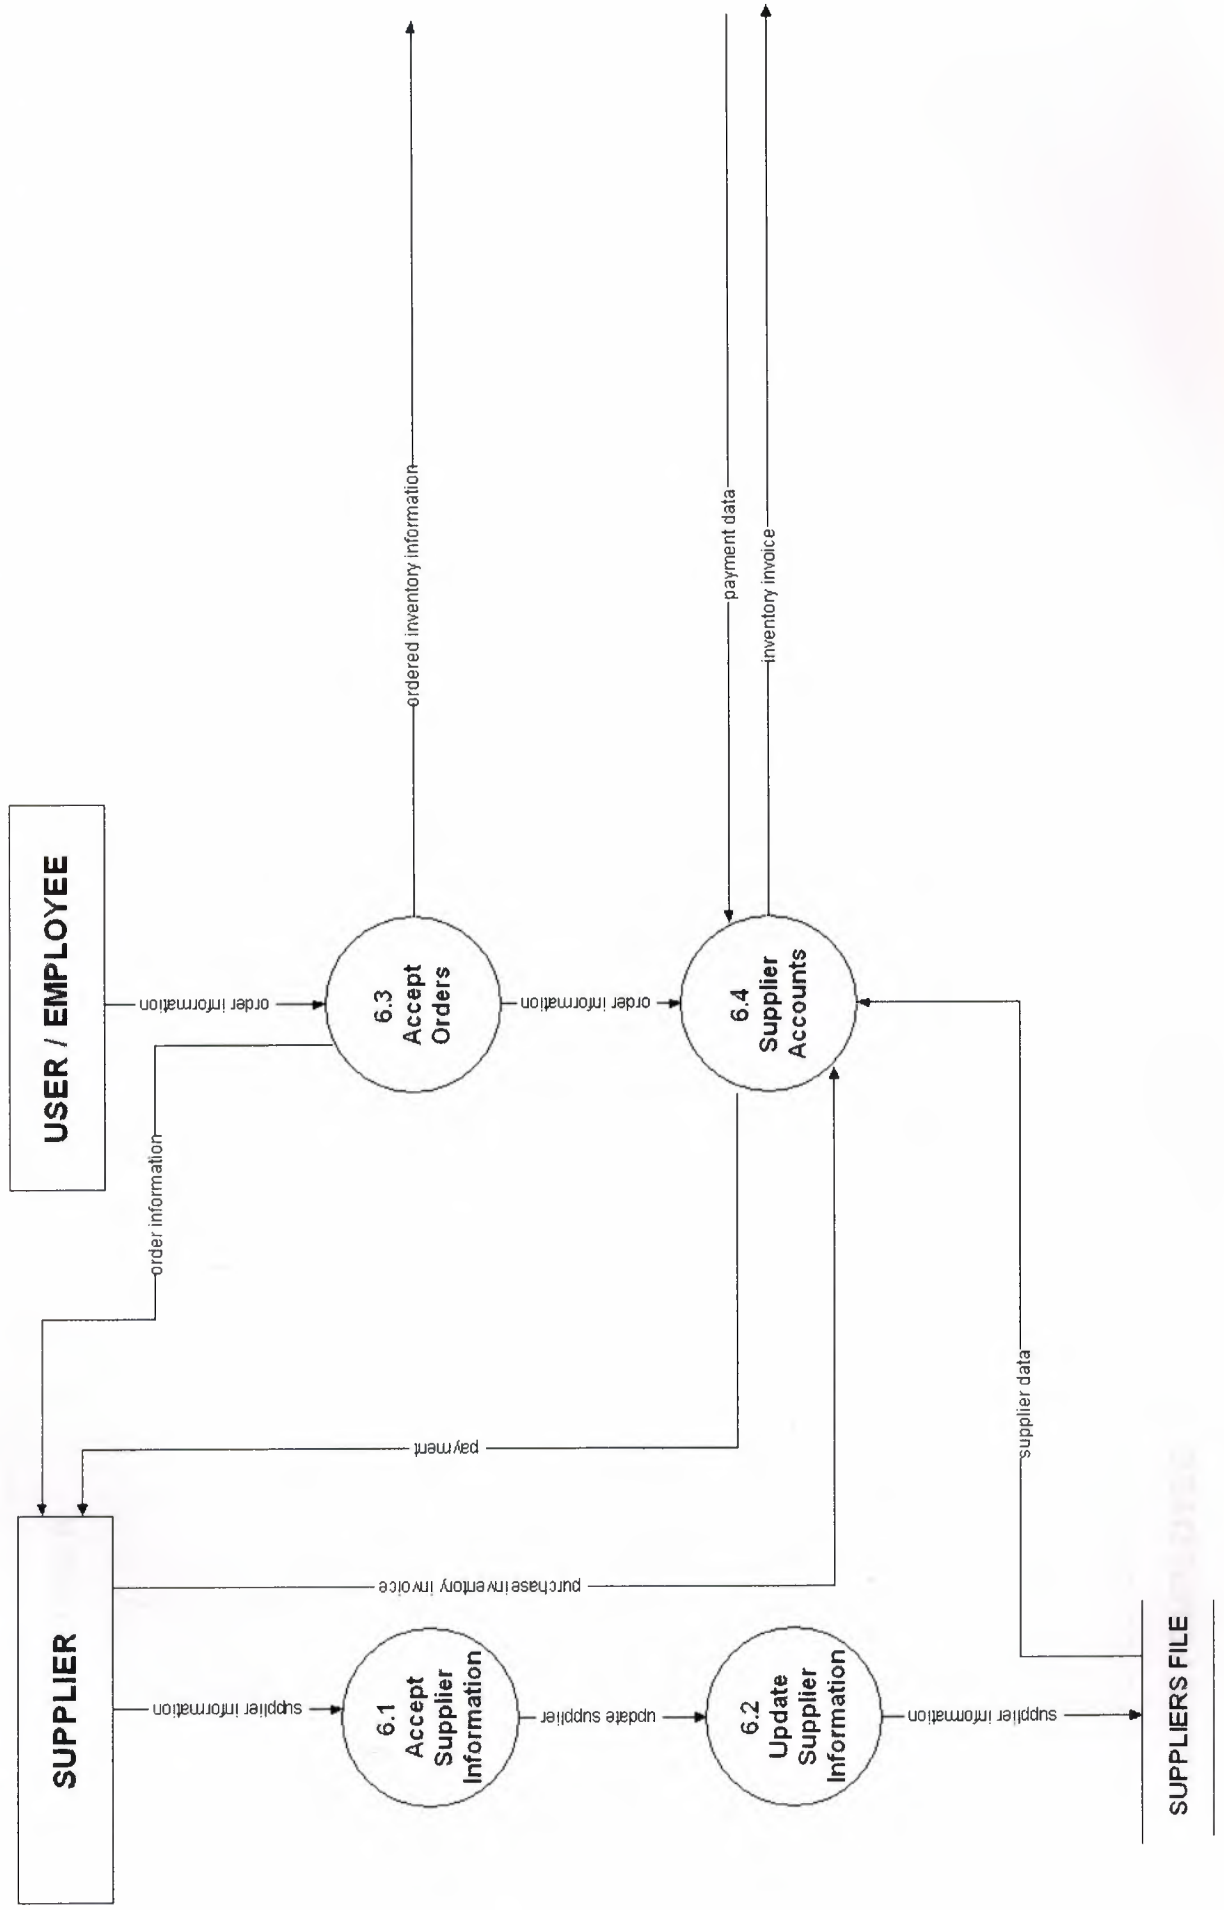 SUPPLIER
USER / EMPLOYEE
order information
supplier information
order information
6.1
Accept
Supplier
Information
purchase inventory invoice
payment
6.3
Accept
Orders
ordered inventory information
update supplier
order information
6.2
Update
Supplier
Information
6.4
Supplier
Accounts
payment data
inventory invoice
supplier information
supplier data
SUPPLIERS FILE